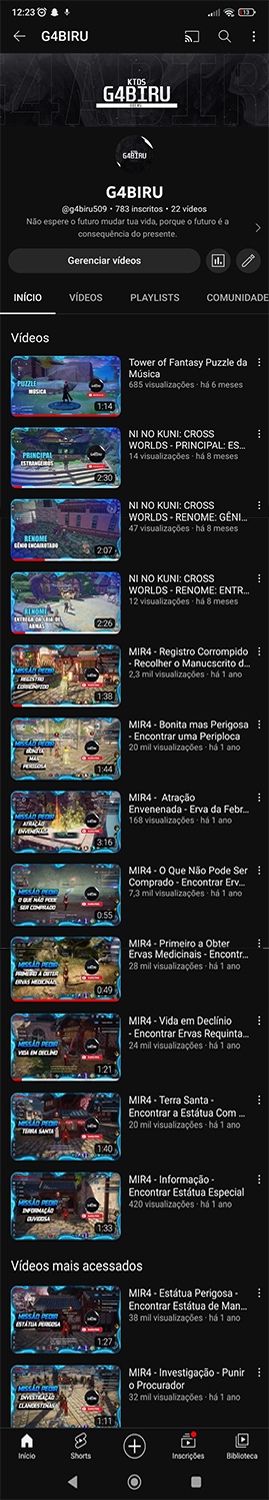 12:23
13
G4BIRU
KTDS
G4BIRU
G4BIRU
G4BIRU
@g4biru509 • 783 inscritos • 22 vídeos
Não espere o futuro mudar tua vida, porque o futuro é a
consequência do presente.
Gerenciar vídeos
INÍCIO VÍDEOS PLAYLISTS COMUNIDADE
Vídeos
PUZZLE
MÚSICA
1:14
Tower of Fantasy Puzzle da
Música
685 visualizações · há 6 meses
PRINCIPAL
ESTRANGEIROS
2:30
NI NO KUNI: CROSS
WORLDS - PRINCIPAL: ES...
14 visualizações · há 8 meses
RENOME
GÊNIO ENCAIXOTADO
2:07
NI NO KUNI: CROSS
WORLDS - RENOME: GÊNI...
47 visualizações · há 8 meses
RENOME
ENTREGA DA LOJA DE
ARMAS
2:26
NI NO KUNI: CROSS
WORLDS - RENOME: ENTR...
12 visualizações · há 8 meses
MISSÃO PEDIR
REGISTRO
CORROMPIDO
1:38
MIR4 - Registro Corrompido
- Recolher o Manucscrito d...
2,3 mil visualizações · há 1 ano
MISSÃO PEDIR
BONITA
MAS
PERIGOSA
1:44
MIR4 - Bonita mas Perigosa
- Encontrar uma Periploca
20 mil visualizações · há 1 ano
MISSÃO PEDIR
ATRAÇÃO
ENVENENADA
3:16
MIR4 - Atração
Envenenada - Erva da Febr...
168 visualizações · há 1 ano
MISSÃO PEDIR
O QUE NÃO PODE
SER COMPRADO
0:55
MIR4 - O Que Não Pode Ser
Comprado - Encontrar Erv...
7,3 mil visualizações · há 1 ano
MISSÃO PEDIR
PRIMEIRO A OBTER
ERVAS MEDICINAIS
0:49
MIR4 - Primeiro a Obter
Ervas Medicinais - Encontr...
28 mil visualizações · há 1 ano
MISSÃO PEDIR
VIDA EM DECLÍNIO
1:21
MIR4 - Vida em Declínio
- Encontrar Ervas Requinta...
24 mil visualizações · há 1 ano
MISSÃO PEDIR
TERRA SANTA
1:40
MIR4 - Terra Santa -
Encontrar a Estátua Com ...
20 mil visualizações · há 1 ano
MISSÃO PEDIR
INFORMAÇÃO
DUVIDOSA
1:33
MIR4 - Informação -
Encontrar Estátua Especial
420 visualizações · há 1 ano
Vídeos mais acessados
MISSÃO PEDIR
ESTÁTUA PERIGOSA
1:27
MIR4 - Estátua Perigosa -
Encontrar Estátua de Man...
38 mil visualizações · há 1 ano
MISSÃO PEDIR
INVESTIGAÇÃO
CLANDESTINAS
1:11
MIR4 - Investigação - Punir
o Procurador
32 mil visualizações · há 1 ano
Início Shorts Inscrições Biblioteca